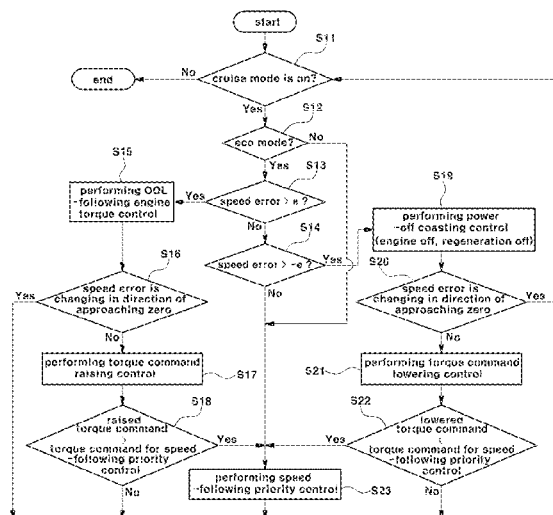 start
S11
cruise mode is on?
No
end
Yes
S12
eco mode?
No
Yes
S13
S15
performing OOL
-following engine
torque control
Yes
speed error >
No
S14
speed error > -e ?
Yes
No
S19
performing power
-off coasting control
(engine off, regeneration off)
S16
Yes
speed error is
changing in direction of
approaching zero
No
S20
speed error is
changing in direction of
approaching zero
Yes
No
performing torque command
raising control
S17
S21
performing torque command
lowering control
S18
raised
torque command
torque command for speed
-following priority
control
Yes
No
S22
lowered
torque command
torque command for speed
-following priority
control
Yes
No
performing speed
-following priority control
S23